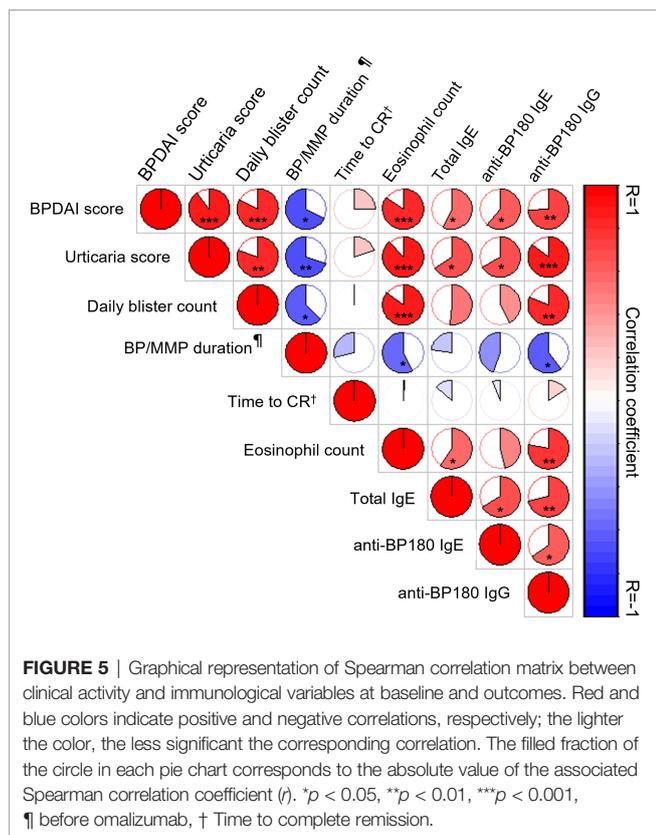 BPDAI score
Urticaria score
Daily blister count
BP/MMP duration ¶
Time to CR†
Eosinophil count
Total IgE
anti-BP180 IgE
anti-BP180 IgG
BPDAI score
*** *** * *** * * **
Urticaria score
** ** *** * * ***
Daily blister count
* *** **
BP/MMP duration¶
* *
Time to CR†
Eosinophil count
* **
Total IgE
* **
anti-BP180 IgE
*
anti-BP180 IgG
R=1
Correlation coefficient
R=-1
FIGURE 5 | Graphical representation of Spearman correlation matrix between
clinical activity and immunological variables at baseline and outcomes. Red and
blue colors indicate positive and negative correlations, respectively; the lighter
the color, the less significant the corresponding correlation. The filled fraction of
the circle in each pie chart corresponds to the absolute value of the associated
Spearman correlation coefficient (r). *p < 0.05, **p < 0.01, ***p < 0.001,
¶ before omalizumab, † Time to complete remission.